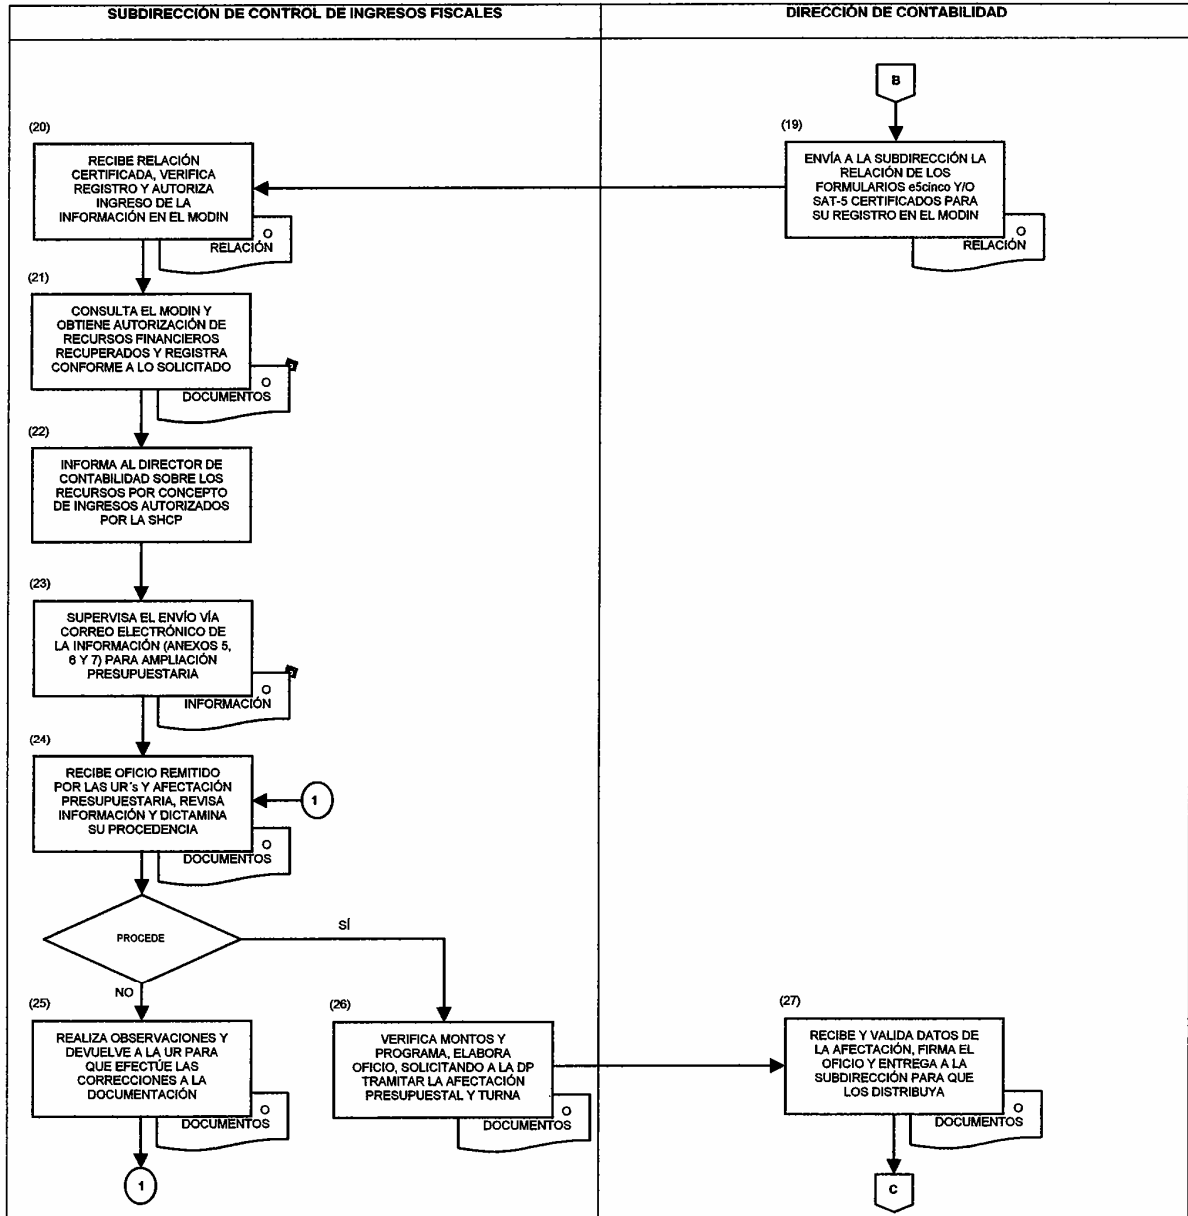 SUBDIRECCIÓN DE CONTROL DE INGRESOS FISCALES
DIRECCIÓN DE CONTABILIDAD
B
(19)
ENVÍA A LA SUBDIRECCIÓN LA
RELACIÓN DE LOS
FORMULARIOS e5cinco Y/O
SAT-5 CERTIFICADOS PARA
SU REGISTRO EN EL MODIN
O
RELACIÓN
(20)
RECIBE RELACIÓN
CERTIFICADA, VERIFICA
REGISTRO Y AUTORIZA
INGRESO DE LA
INFORMACIÓN EN EL MODIN
O
RELACIÓN
(21)
CONSULTA EL MODIN Y
OBTIENE AUTORIZACIÓN DE
RECURSOS FINANCIEROS
RECUPERADOS Y REGISTRA
CONFORME A LO SOLICITADO
O
DOCUMENTOS
(22)
INFORMA AL DIRECTOR DE
CONTABILIDAD SOBRE LOS
RECURSOS POR CONCEPTO
DE INGRESOS AUTORIZADOS
POR LA SHCP
(23)
SUPERVISA EL ENVÍO VÍA
CORREO ELECTRÓNICO DE
LA INFORMACIÓN (ANEXOS 5,
6 Y 7) PARA AMPLIACIÓN
PRESUPUESTARIA
O
INFORMACIÓN
(24)
RECIBE OFICIO REMITIDO
POR LAS UR´s Y AFECTACIÓN
PRESUPUESTARIA, REVISA
INFORMACIÓN Y DICTAMINA
SU PROCEDENCIA
1
O
DOCUMENTOS
PROCEDE
SÍ
NO
(25)
REALIZA OBSERVACIONES Y
DEVUELVE A LA UR PARA
QUE EFECTÚE LAS
CORRECCIONES A LA
DOCUMENTACIÓN
O
DOCUMENTOS
1
(26)
VERIFICA MONTOS Y
PROGRAMA, ELABORA
OFICIO, SOLICITANDO A LA DP
TRAMITAR LA AFECTACIÓN
PRESUPUESTAL Y TURNA
O
DOCUMENTOS
(27)
RECIBE Y VALIDA DATOS DE
LA AFECTACIÓN, FIRMA EL
OFICIO Y ENTREGA A LA
SUBDIRECCIÓN PARA QUE
LOS DISTRIBUYA
O
DOCUMENTOS
C